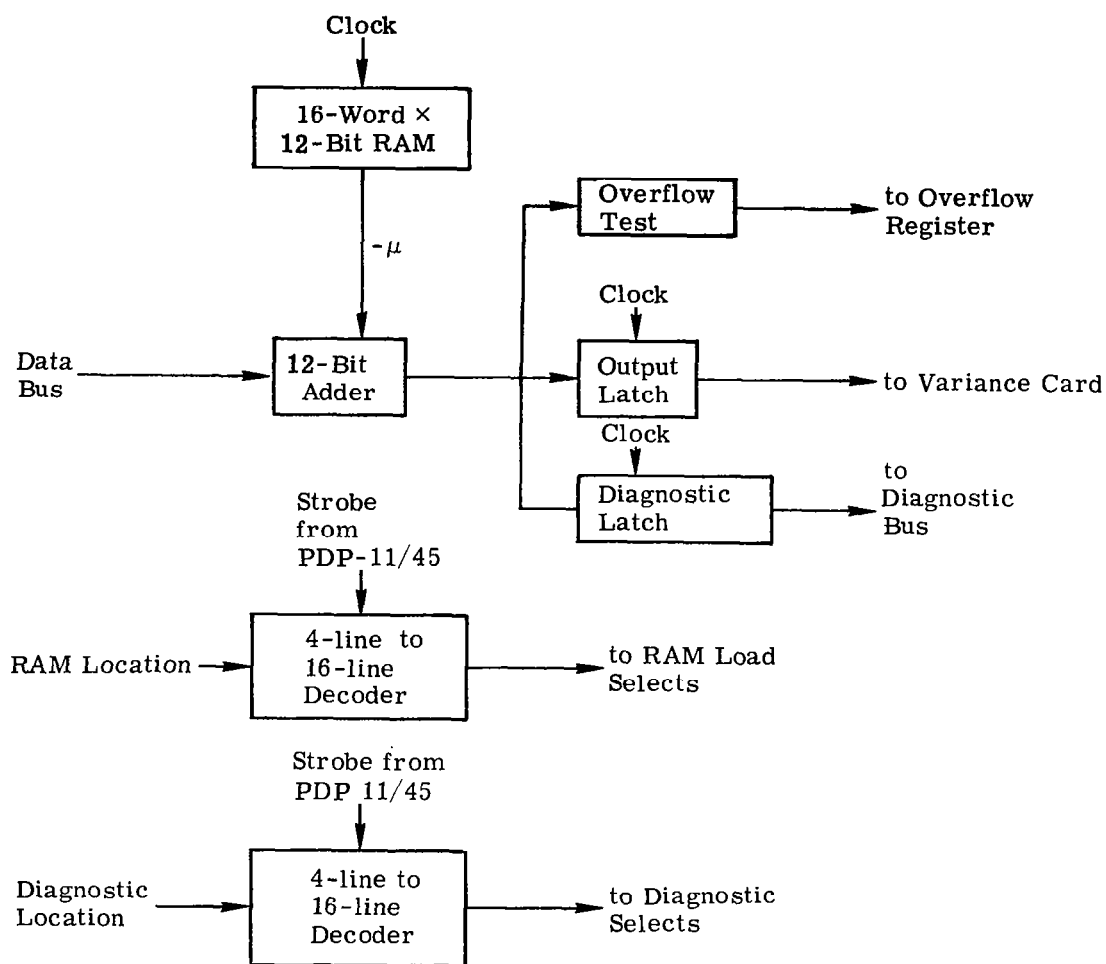 Clock
16-Word ×
12-Bit RAM
-μ
Data
Bus
12-Bit
Adder
Overflow
Test
to Overflow
Register
Clock
Output
Latch
to Variance Card
Clock
Diagnostic
Latch
to
Diagnostic
Bus
Strobe
from
PDP-11/45
RAM Location
4-line to
16-line
Decoder
to RAM Load
Selects
Strobe from
PDP 11/45
Diagnostic
Location
4-line to
16-line
Decoder
to Diagnostic
Selects